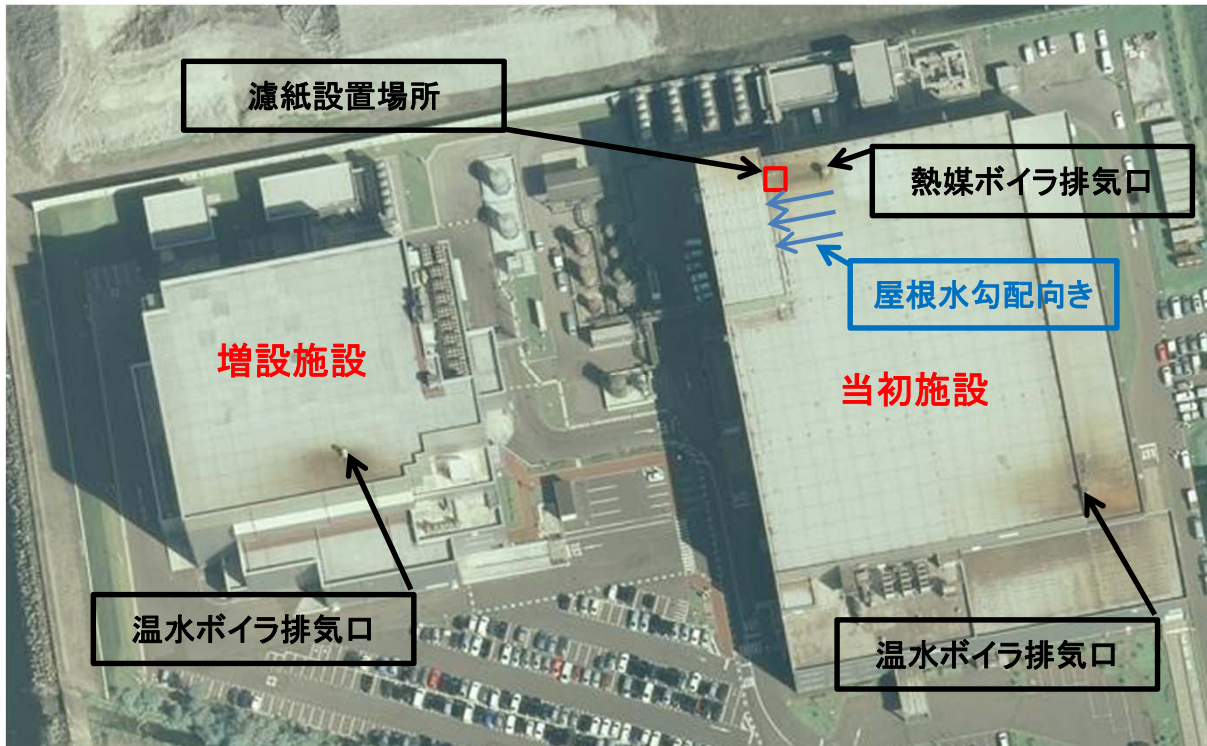 濾紙設置場所
熱媒ボイラ排気口
屋根水勾配向き
増設施設
当初施設
温水ボイラ排気口
温水ボイラ排気口